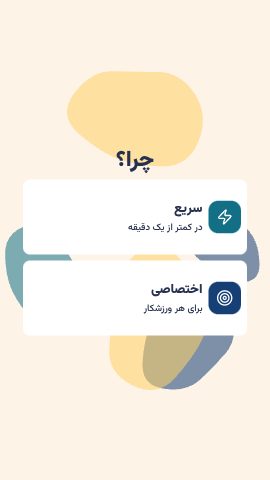 چرا؟
سریع
در کمتر از یک دقیقه
اختصاصی
برای هر ورزشکار